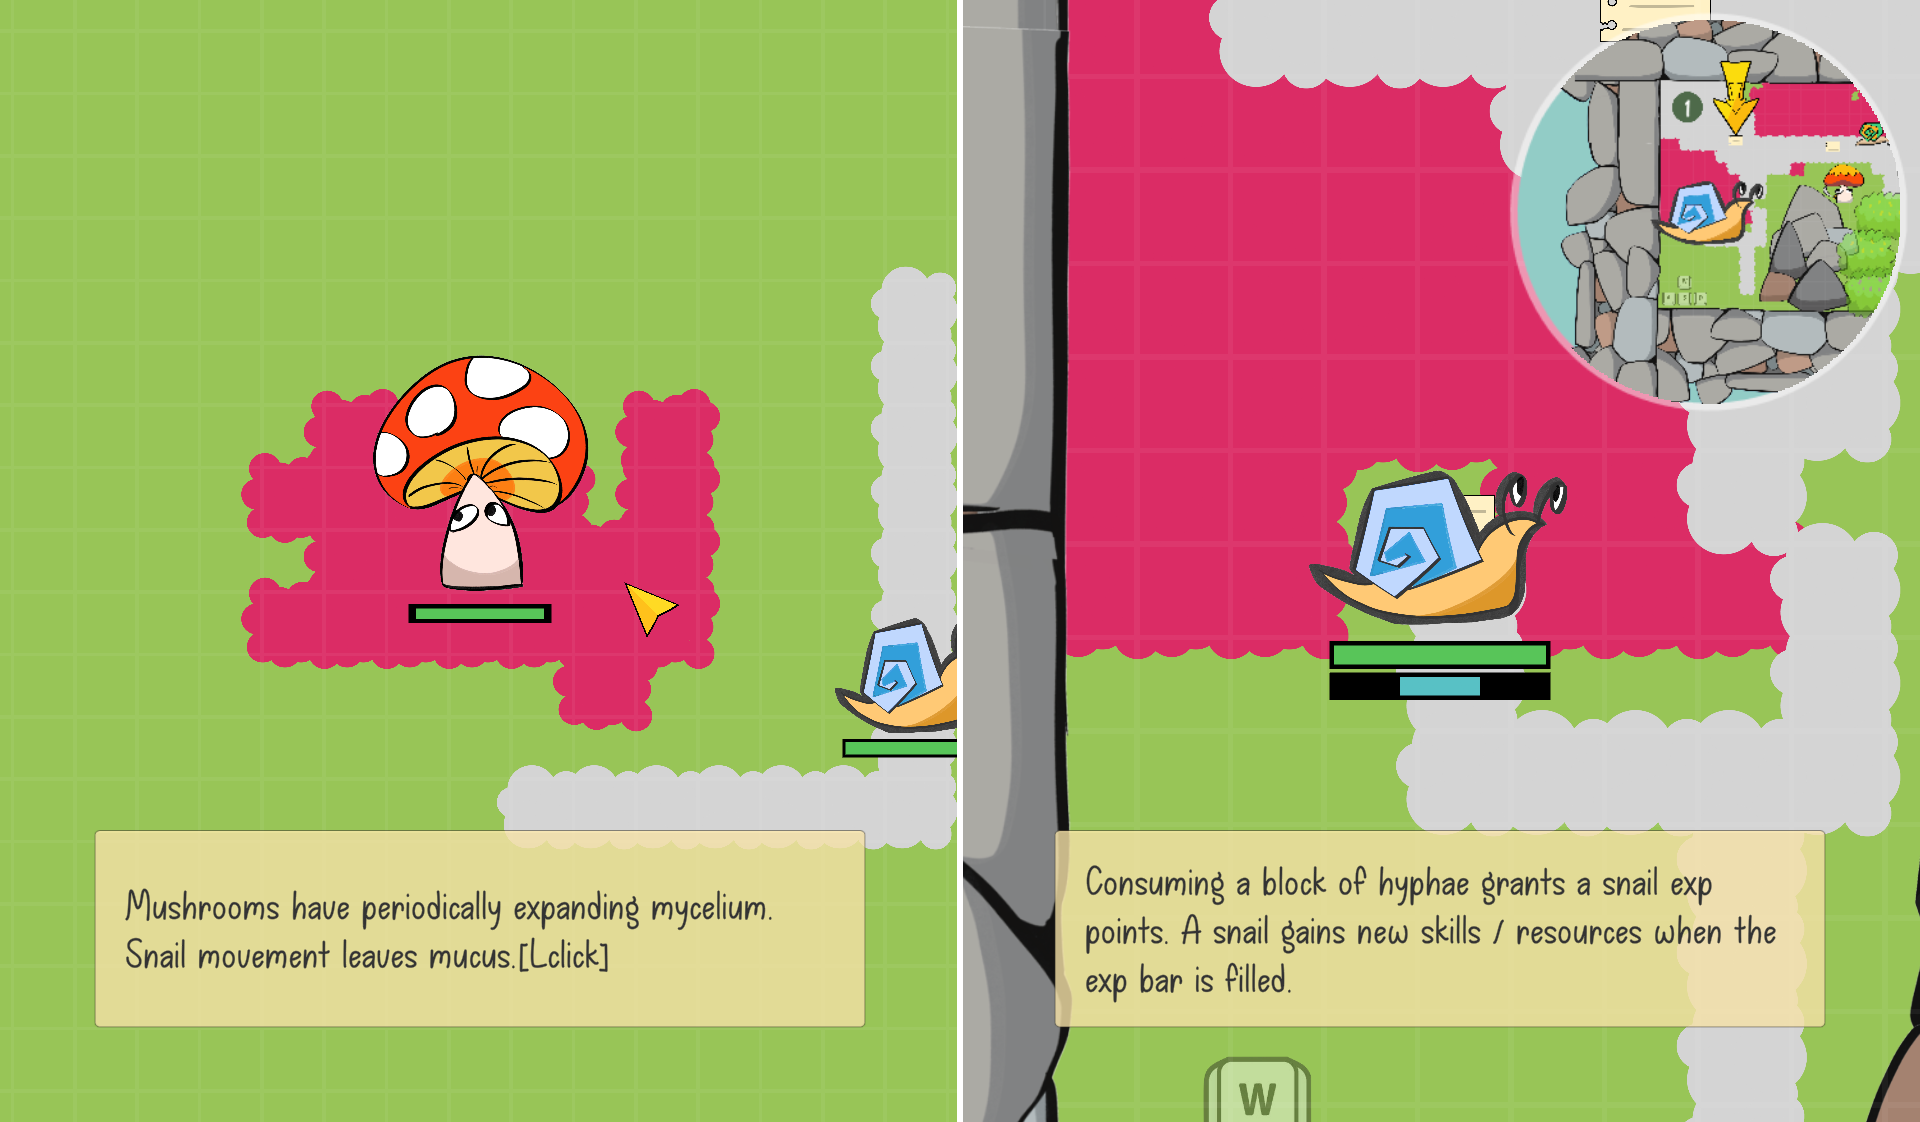 Mushrooms have periodically expanding mycelium.
Snail movement leaves mucus.[Lclick]
1
Consuming a block of hyphae grants a snail exp
points. A snail gains new skills / resources when the
exp bar is filled.
W